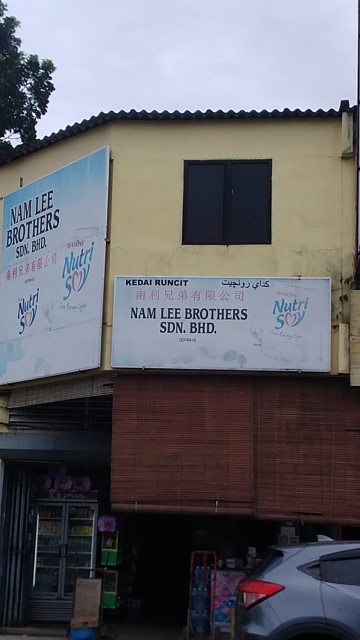 NAM LEE
BROTHERS
SDN. BHD.
南利兄弟有限公司
Nutri
Soy
Nutri
Soy
KEDAI RUNCIT كداي رونچيت
南利兄弟有限公司
NAM LEE BROTHERS
SDN. BHD.
Nutri
Soy